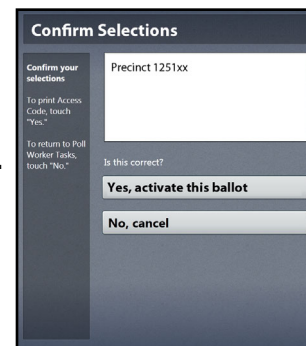 Confirm Selections
Confirm your
selections
To print Access
Code, touch
"Yes."
To return to Poll
Worker Tasks,
touch "No."
Precinct 1251xx
Is this correct?
Yes, activate this ballot
No, cancel